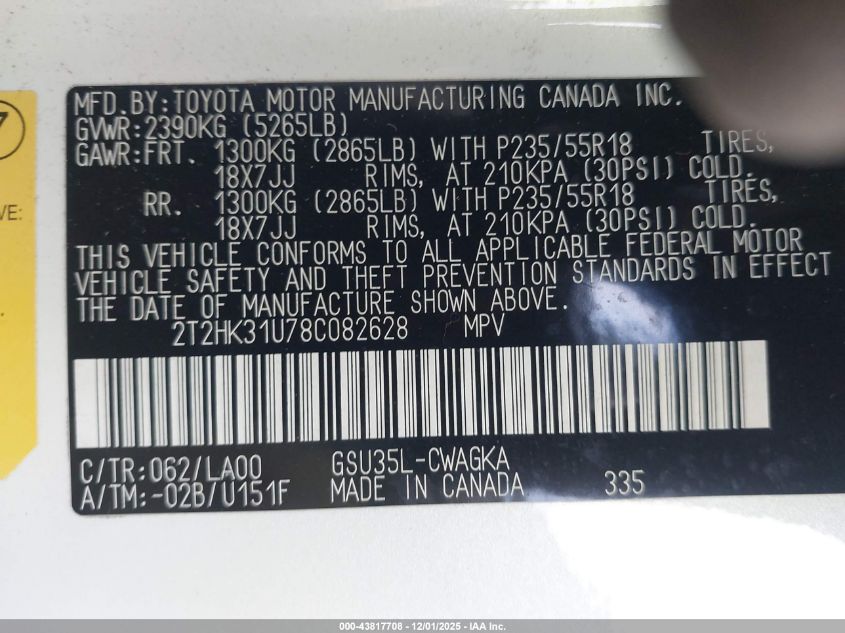 MFD.BY:TOYOTA MOTOR MANUFACTURING CANADA INC.
GVWR:2390KG (5265LB)
GAWR:FRT. 1300KG (2865LB) WITH P235/55R18 TIRES,
18X7JJ RIMS, AT 210KPA (30PSI) COLD.
RR. 1300KG (2865LB) WITH P235/55R18 TIRES,
18X7JJ RIMS, AT 210KPA (30PSI) COLD.
THIS VEHICLE CONFORMS TO ALL APPLICABLE FEDERAL MOTOR
VEHICLE SAFETY AND THEFT PREVENTION STANDARDS IN EFFECT
THE DATE OF MANUFACTURE SHOWN ABOVE.
2T2HK31U78C082628 MPV
C/TR:062/LA00 GSU35L-CWAGKA
A/TM:-02B/U151F MADE IN CANADA 335
7
VE:
000-43817708 - 12/01/2025 - IAA Inc.